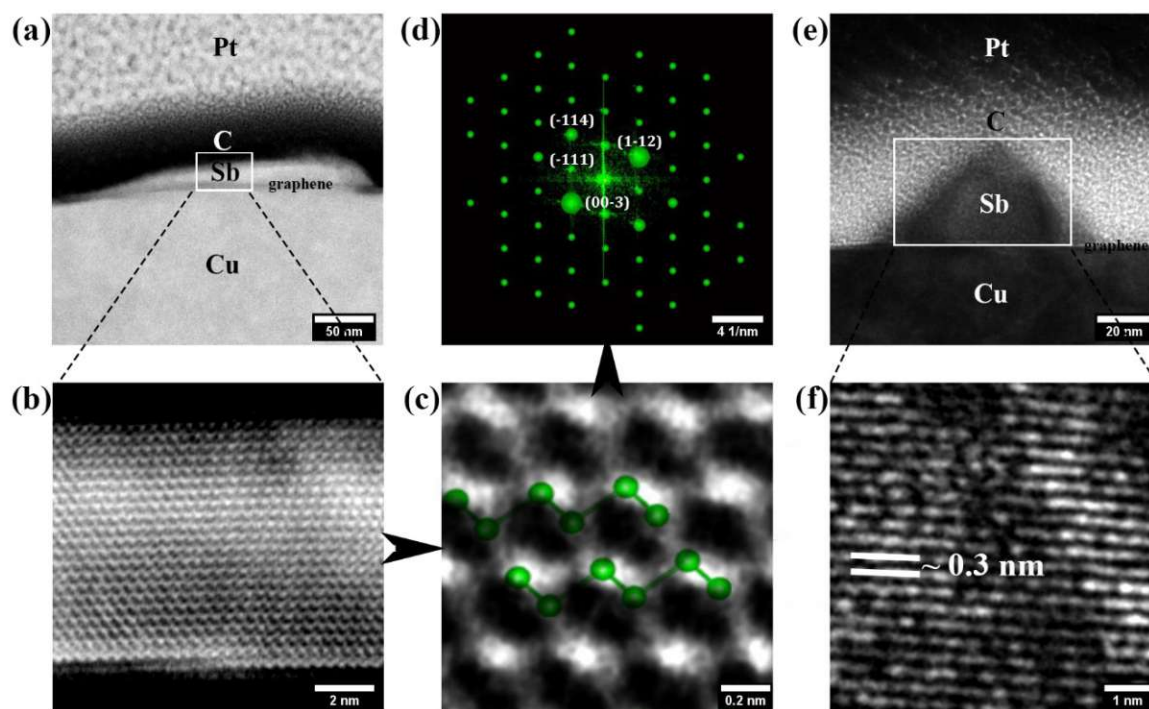 (a)
Pt
C
Sb
graphene
Cu
50 nm
(b)
2 nm
(d)
(-114)
(1-12)
(-111)
(00-3)
4 1/nm
(c)
0.2 nm
(e)
Pt
C
Sb
graphene
Cu
20 nm
(f)
~ 0.3 nm
1 nm